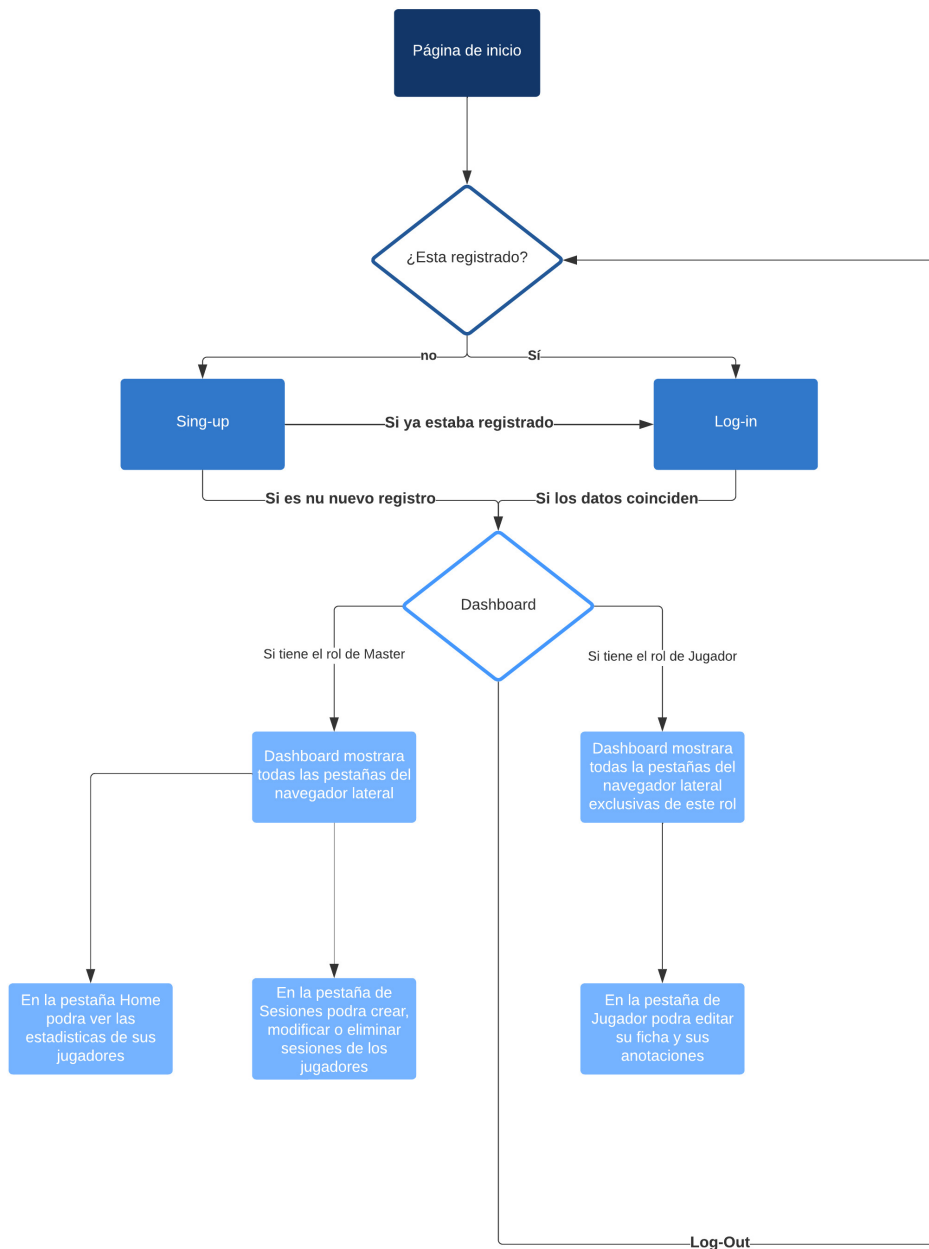 Página de inicio
¿Esta registrado?
no
Sí
Sing-up
Si ya estaba registrado
Log-in
Si es nu nuevo registro
Si los datos coinciden
Dashboard
Si tiene el rol de Master
Si tiene el rol de Jugador
Dashboard mostrara
todas las pestañas del
navegador lateral
Dashboard mostrara
todas la pestañas del
navegador lateral
exclusivas de este rol
En la pestaña Home
podra ver las
estadisticas de sus
jugadores
En la pestaña de
Sesiones podra crear,
modificar o eliminar
sesiones de los
jugadores
En la pestaña de
Jugador podra editar
su ficha y sus
anotaciones
Log-Out